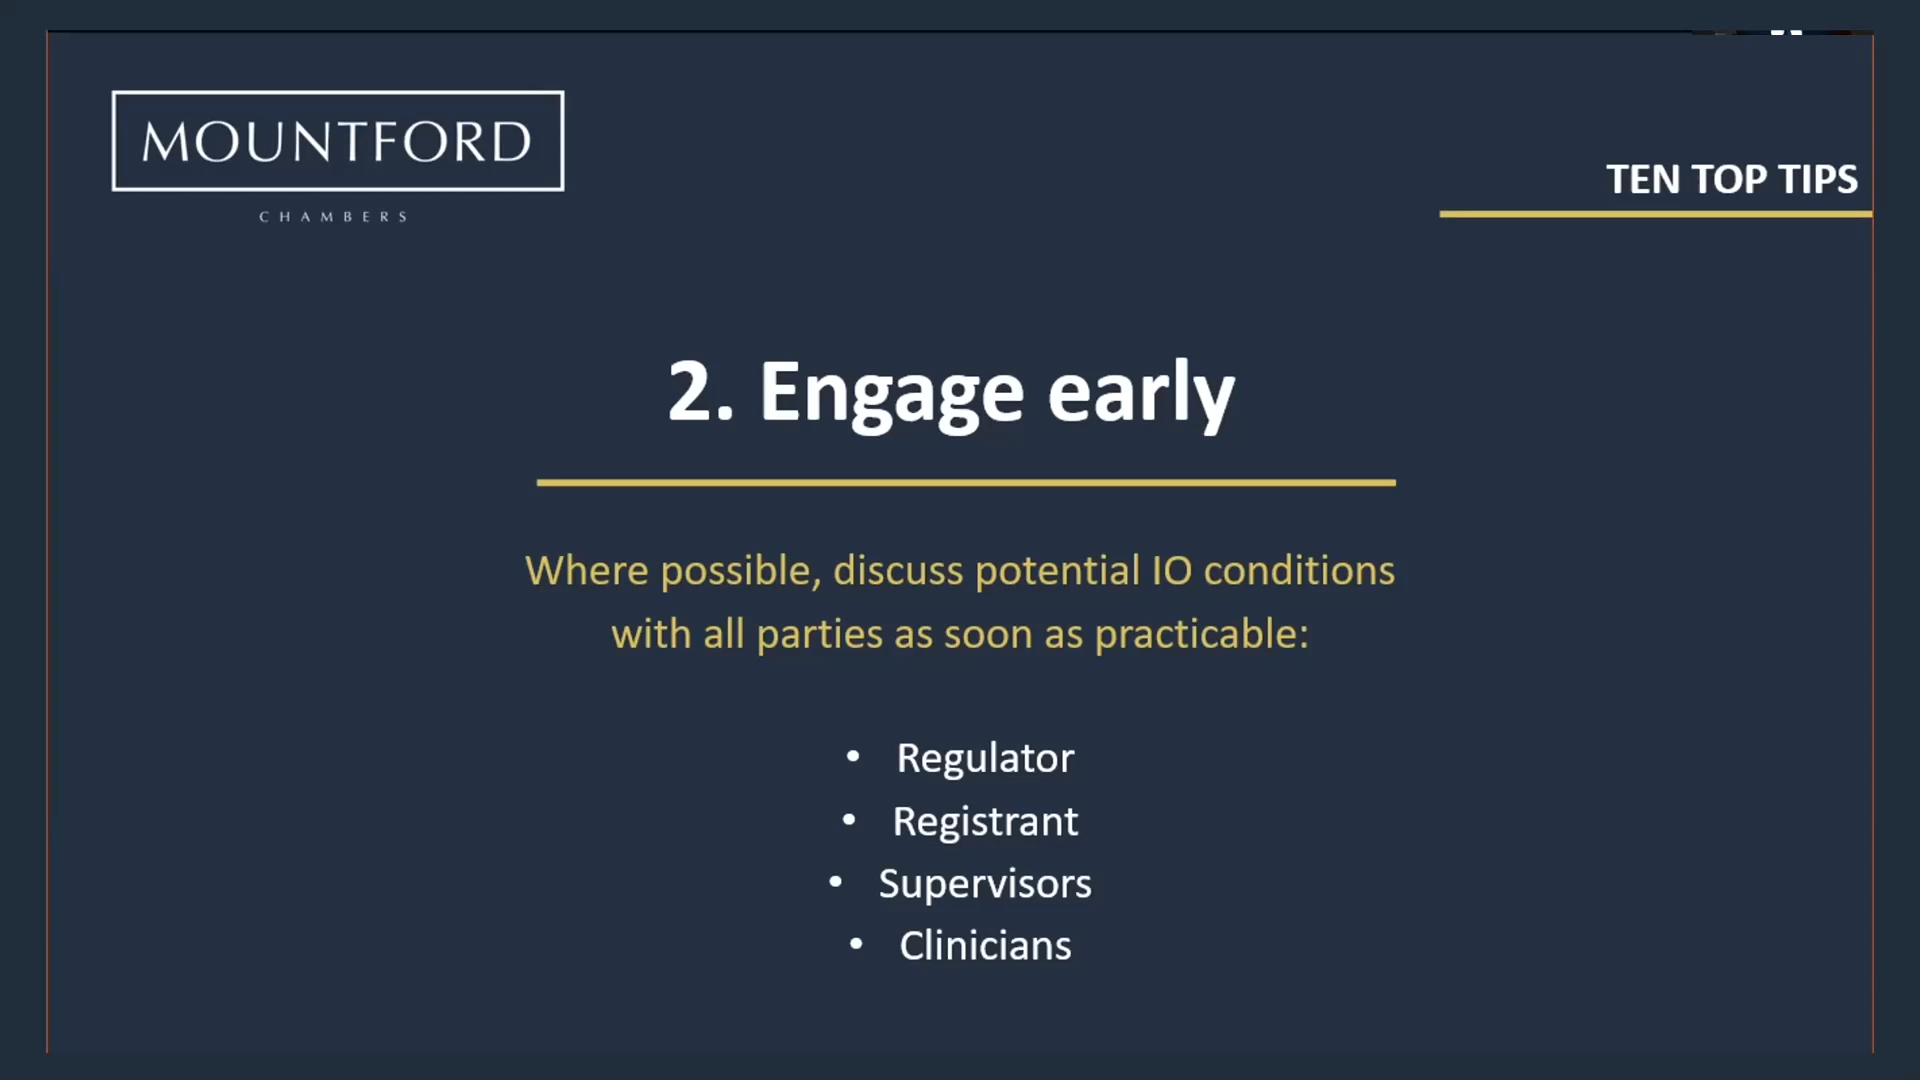 MOUNTFORD
CHAMBERS
TEN TOP TIPS
2. Engage early
Where possible, discuss potential IO conditions
with all parties as soon as practicable:
• Regulator
• Registrant
• Supervisors
• Clinicians